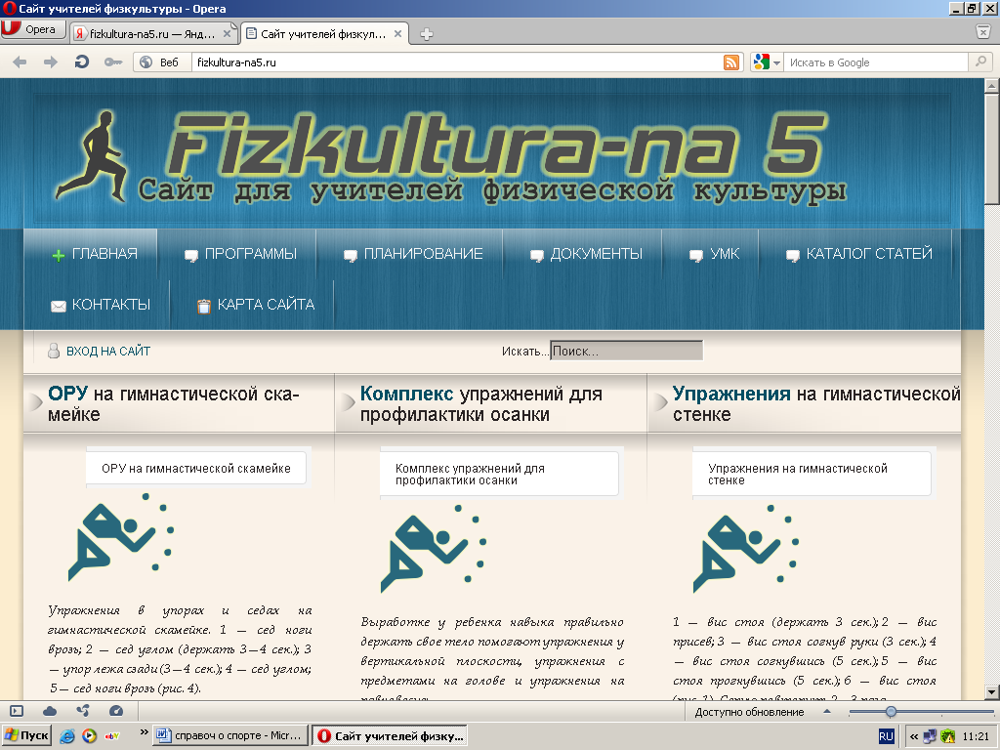 Сайт учителей физкультуры - Opera
Opera
fizkultura-na5.ru — Янд...
Сайт учителей физкул...
Веб
fizkultura-na5.ru
Искать в Google
Fizkultura-na 5
Сайт для учителей физической культуры
ГЛАВНАЯ
ПРОГРАММЫ
ПЛАНИРОВАНИЕ
ДОКУМЕНТЫ
УМК
КАТАЛОГ СТАТЕЙ
КОНТАКТЫ
КАРТА САЙТА
ВХОД НА САЙТ
Искать...
Поиск...
ОРУ на гимнастической ска-
мейке
Комплекс упражнений для
профилактики осанки
Упражнения на гимнастической
стенке
ОРУ на гимнастической скамейке
Комплекс упражнений для
профилактики осанки
Упражнения на гимнастической
стенке
Упражнения в упорах и седах на
гимнастической скамейке. 1 — сед ноги
врозь; 2 — сед углом (держать 3—4 сек.); 3
— упор лежа сзади (3—4 сек.); 4 — сед углом;
5— сед ноги врозь (рис. 4).
Выработке у ребенка навыка правильно
держать свое тело помогают упражнения у
вертикальной плоскости, упражнения с
предметами на голове и упражнения на
равновесие.
1 — вис стоя (держать 3 сек.); 2 — вис
присев; 3 — вис стоя согнув руки (3 сек.); 4
— вис стоя согнувшись (5 сек.); 5 — вис
стоя прогнувшись (5 сек.); 6 — вис стоя
(рис. 1). Серию повторит 2—3 раза.
Доступно обновление
Пуск
справоч о спорте - Micr...
Сайт учителей физку...
RU
11:21